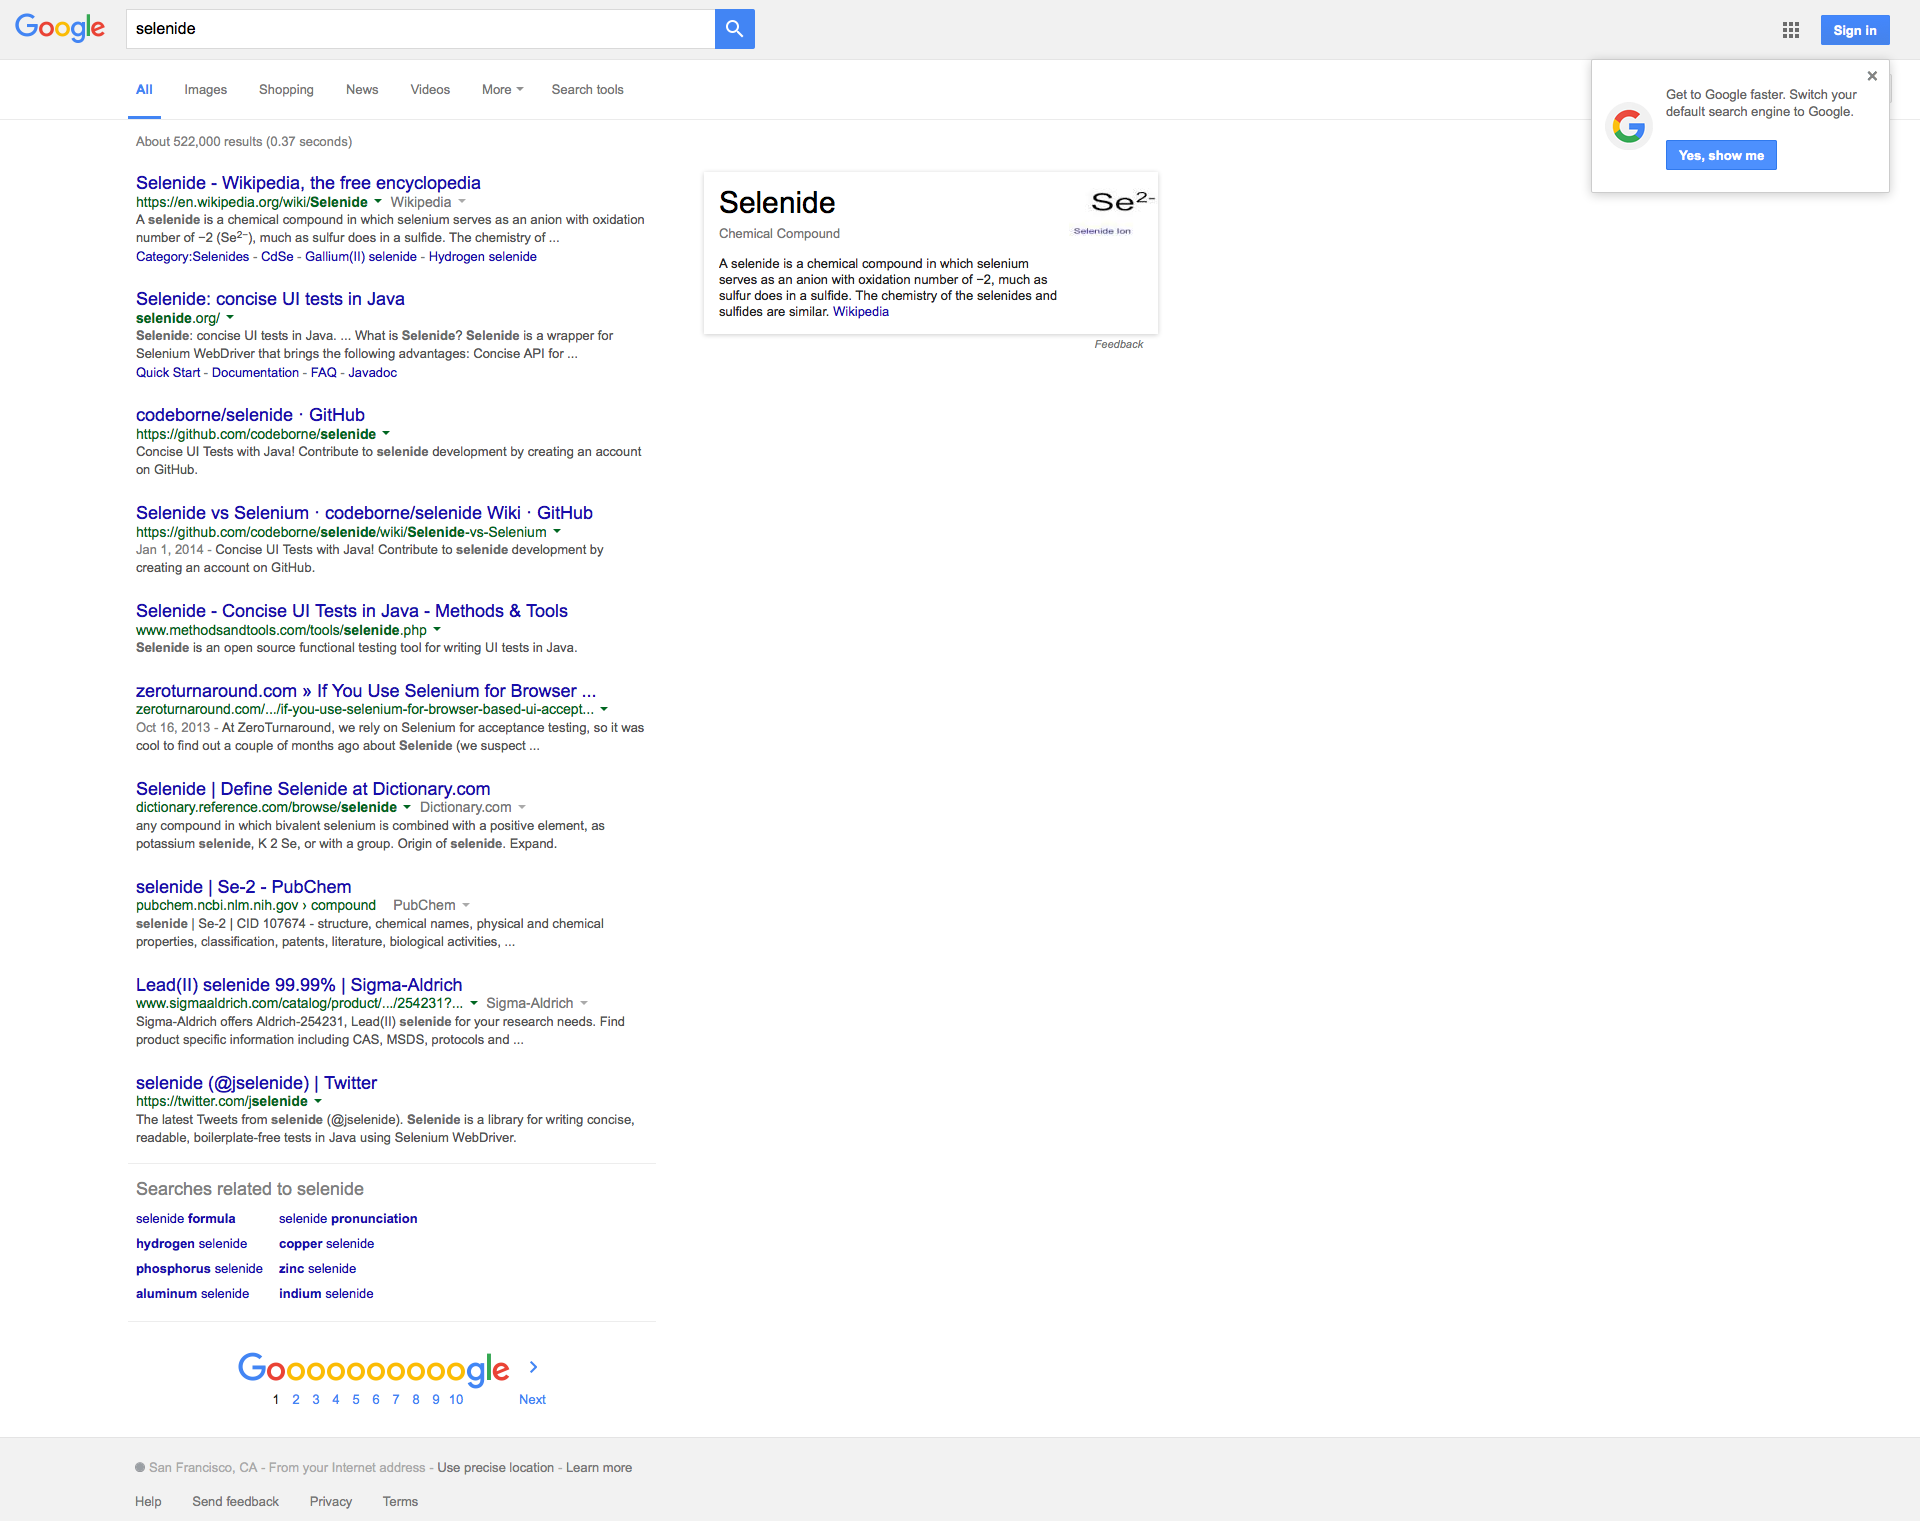 Google
selenide
Sign in
All Images Shopping News Videos More Search tools
Get to Google faster. Switch your
default search engine to Google.
Yes, show me
About 522,000 results (0.37 seconds)
Selenide - Wikipedia, the free encyclopedia
https://en.wikipedia.org/wiki/Selenide Wikipedia
A selenide is a chemical compound in which selenium serves as an anion with oxidation
number of −2 (Se²⁻), much as sulfur does in a sulfide. The chemistry of ...
Category:Selenides - CdSe - Gallium(II) selenide - Hydrogen selenide
Selenide: concise UI tests in Java
selenide.org/
Selenide: concise UI tests in Java. ... What is Selenide? Selenide is a wrapper for
Selenium WebDriver that brings the following advantages: Concise API for ...
Quick Start - Documentation - FAQ - Javadoc
codeborne/selenide · GitHub
https://github.com/codeborne/selenide
Concise UI Tests with Java! Contribute to selenide development by creating an account
on GitHub.
Selenide vs Selenium · codeborne/selenide Wiki · GitHub
https://github.com/codeborne/selenide/wiki/Selenide-vs-Selenium
Jan 1, 2014 - Concise UI Tests with Java! Contribute to selenide development by
creating an account on GitHub.
Selenide - Concise UI Tests in Java - Methods & Tools
www.methodsandtools.com/tools/selenide.php
Selenide is an open source functional testing tool for writing UI tests in Java.
zeroturnaround.com » If You Use Selenium for Browser ...
zeroturnaround.com/.../if-you-use-selenium-for-browser-based-ui-accept...
Oct 16, 2013 - At ZeroTurnaround, we rely on Selenium for acceptance testing, so it was
cool to find out a couple of months ago about Selenide (we suspect ...
Selenide | Define Selenide at Dictionary.com
dictionary.reference.com/browse/selenide Dictionary.com
any compound in which bivalent selenium is combined with a positive element, as
potassium selenide, K 2 Se, or with a group. Origin of selenide. Expand.
selenide | Se-2 - PubChem
pubchem.ncbi.nlm.nih.gov › compound PubChem
selenide | Se-2 | CID 107674 - structure, chemical names, physical and chemical
properties, classification, patents, literature, biological activities, ...
Lead(II) selenide 99.99% | Sigma-Aldrich
www.sigmaaldrich.com/catalog/product/.../254231?... Sigma-Aldrich
Sigma-Aldrich offers Aldrich-254231, Lead(II) selenide for your research needs. Find
product specific information including CAS, MSDS, protocols and ...
selenide (@jselenide) | Twitter
https://twitter.com/jselenide
The latest Tweets from selenide (@jselenide). Selenide is a library for writing concise,
readable, boilerplate-free tests in Java using Selenium WebDriver.
Selenide
Chemical Compound
Se²⁻
Selenide Ion
A selenide is a chemical compound in which selenium
serves as an anion with oxidation number of −2, much as
sulfur does in a sulfide. The chemistry of the selenides and
sulfides are similar. Wikipedia
Feedback
Searches related to selenide
selenide formula selenide pronunciation
hydrogen selenide copper selenide
phosphorus selenide zinc selenide
aluminum selenide indium selenide
Goooooooooogle
1 2 3 4 5 6 7 8 9 10 Next
San Francisco, CA - From your Internet address - Use precise location - Learn more
Help Send feedback Privacy Terms